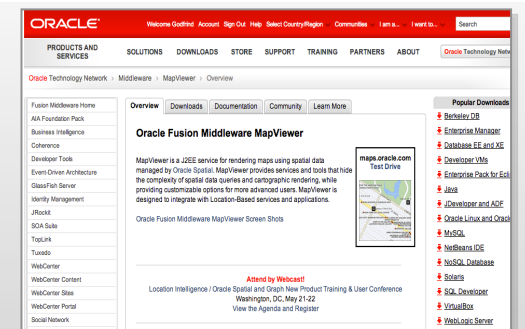 ORACLE
Welcome Godfrind Account Sign Out Help Select Country/Region Communities I am a... I want to... Search
PRODUCTS AND SERVICES SOLUTIONS DOWNLOADS STORE SUPPORT TRAINING PARTNERS ABOUT Oracle Technology Netw
Oracle Technology Network > Middleware > MapViewer > Overview
Fusion Middleware Home
AIA Foundation Pack
Business Intelligence
Coherence
Developer Tools
Event-Driven Architecture
GlassFish Server
Identity Management
JRockit
SOA Suite
TopLink
Tuxedo
WebCenter
WebCenter Content
WebCenter Sites
WebCenter Portal
Social Network
Overview Downloads Documentation Community Learn More
Oracle Fusion Middleware MapViewer
MapViewer is a J2EE service for rendering maps using spatial data
managed by Oracle Spatial. MapViewer provides services and tools that hide
the complexity of spatial data queries and cartographic rendering, while
providing customizable options for more advanced users. MapViewer is
designed to integrate with Location-Based services and applications.
Oracle Fusion Middleware MapViewer Screen Shots
maps.oracle.com
Test Drive
Attend by Webcast!
Location Intelligence / Oracle Spatial and Graph New Product Training & User Conference
Washington, DC, May 21-22
View the Agenda and Register
Popular Downloads
Berkeley DB
Enterprise Manager
Database EE and XE
Developer VMs
Enterprise Pack for Ecli
Java
JDeveloper and ADF
Oracle Linux and Oracl
MySQL
NetBeans IDE
NoSQL Database
Solaris
SQL Developer
VirtualBox
WebLogic Server